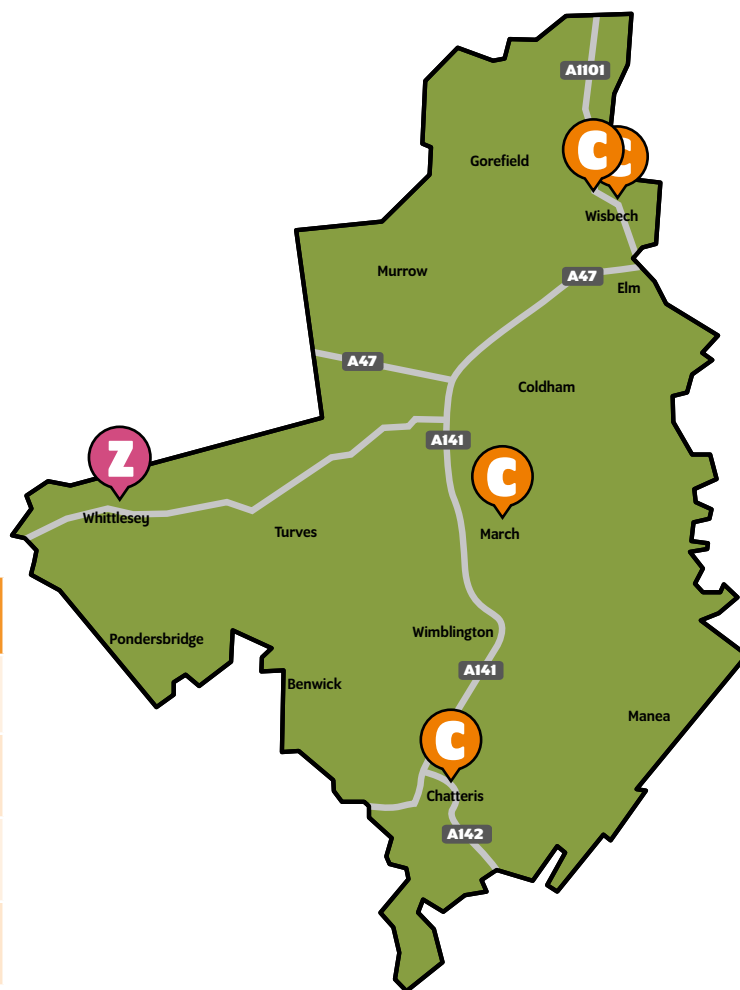 A1101
C
C
Gorefield
Wisbech
Murrow
A47
Elm
A47
Coldham
A141
Z
C
Whittlesey
Turves
March
Wimblington
Pondersbridge
A141
Benwick
Manea
C
Chatteris
A142